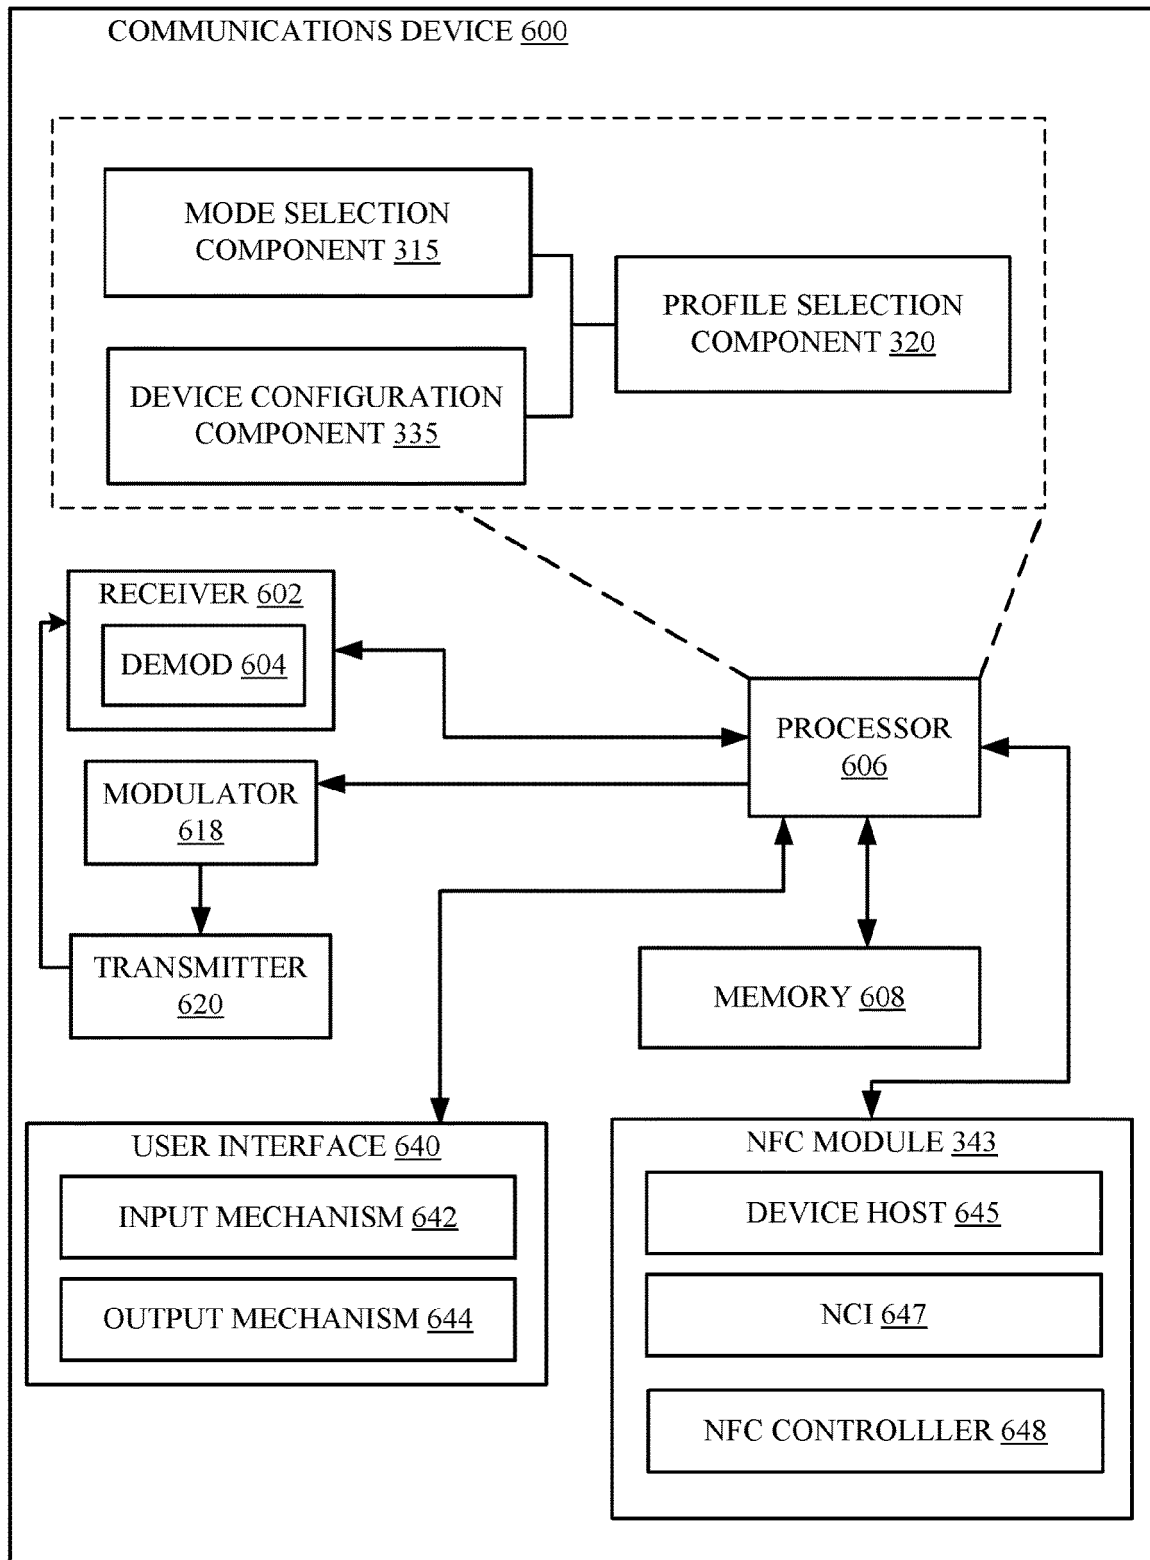 COMMUNICATIONS DEVICE 600
MODE SELECTION
COMPONENT 315
PROFILE SELECTION
COMPONENT 320
DEVICE CONFIGURATION
COMPONENT 335
RECEIVER 602
DEMOD 604
PROCESSOR
606
MODULATOR
618
TRANSMITTER
620
MEMORY 608
USER INTERFACE 640
INPUT MECHANISM 642
OUTPUT MECHANISM 644
NFC MODULE 343
DEVICE HOST 645
NCI 647
NFC CONTROLLLER 648